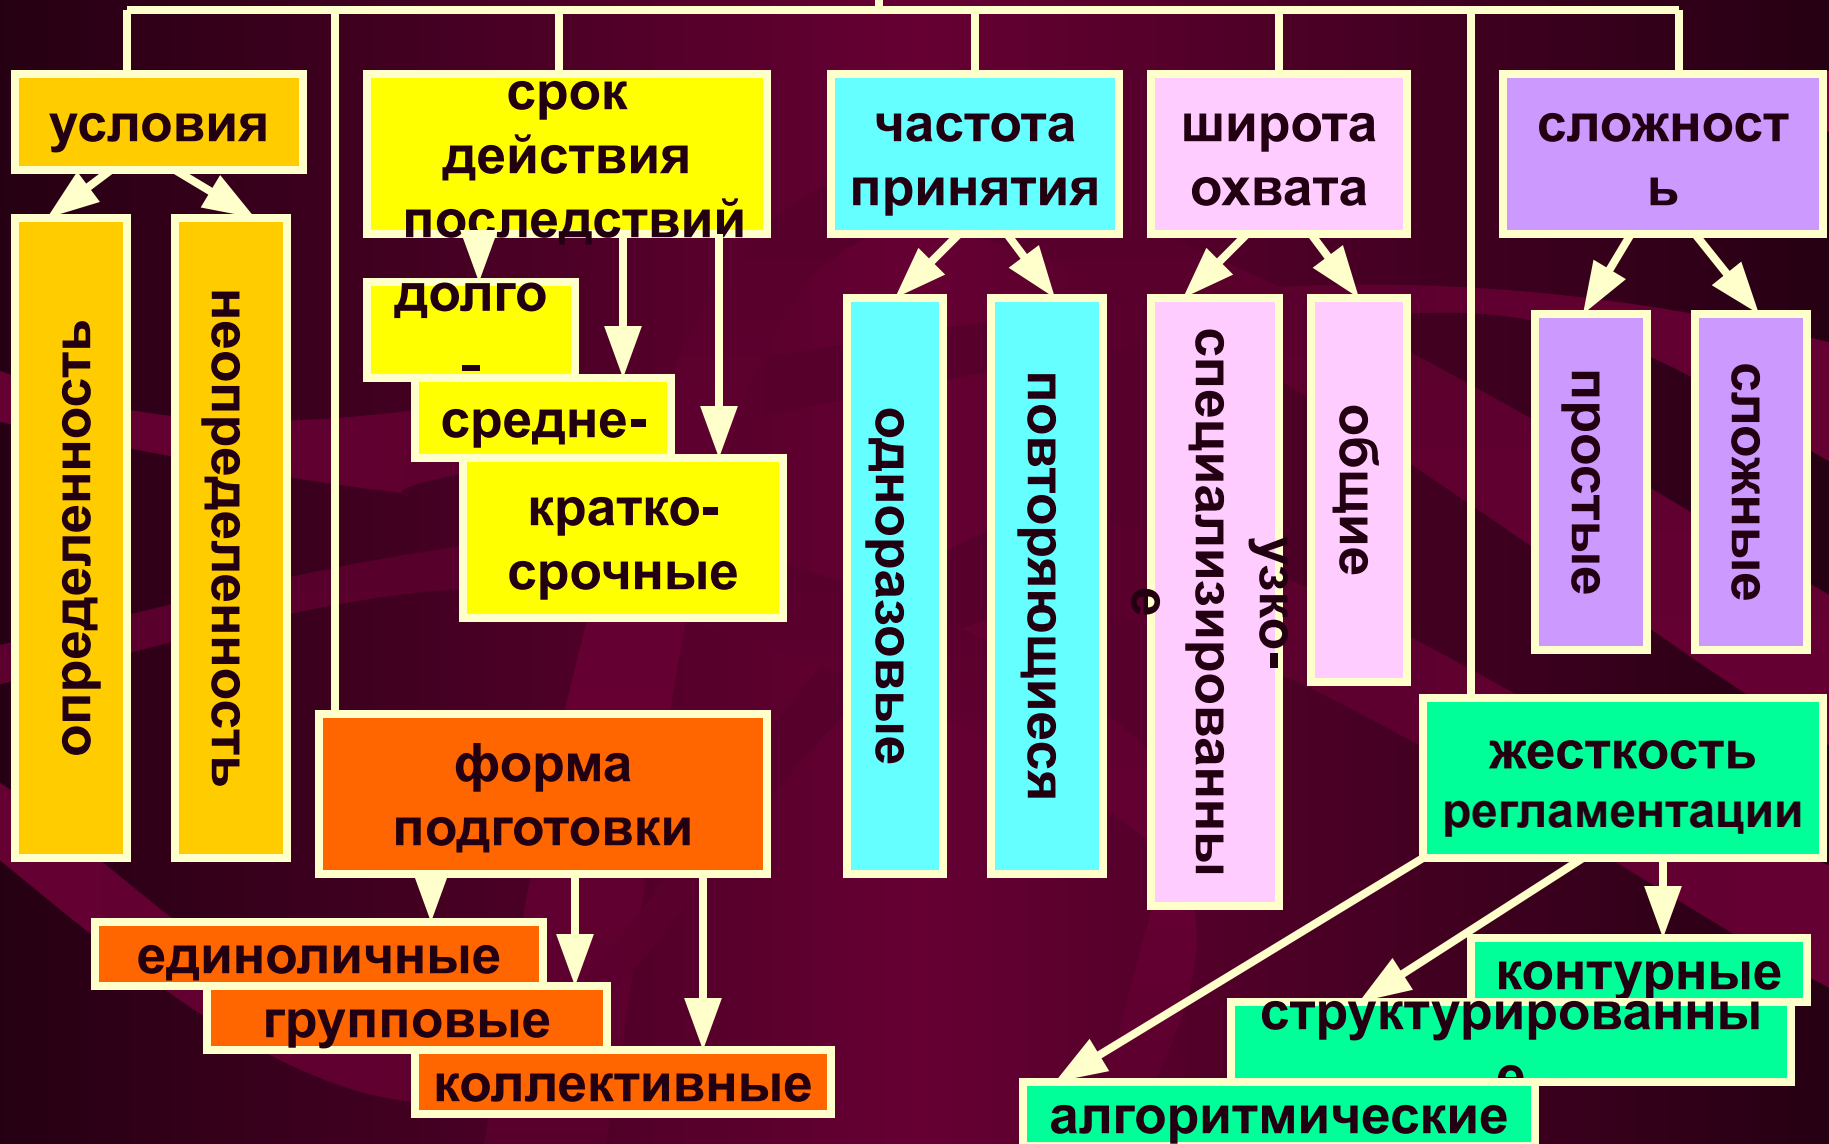 условия
определенность
неопределенность
срок
действия
последствий
долго
-
средне-
кратко-
срочные
форма
подготовки
единоличные
групповые
коллективные
частота
принятия
одноразовые
повторяющиеся
широта
охвата
узко-
специализированны
е
общие
сложност
ь
простые
сложные
жесткость
регламентации
контурные
структурированны
е
алгоритмические